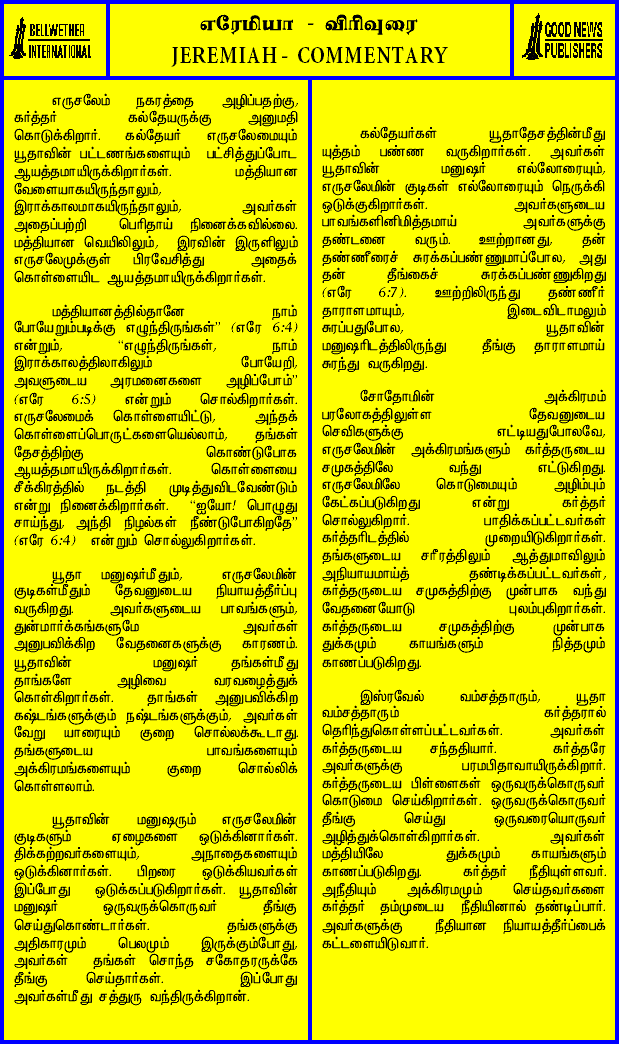 BELLWETHER
INTERNATIONAL
எரேமியா - விரிவுரை
JEREMIAH - COMMENTARY
GOOD NEWS
PUBLISHERS
எருசலேம் நகரத்தை அழிப்பதற்கு,
கர்த்தர் கல்தேயருக்கு அனுமதி
கொடுக்கிறார். கல்தேயர் எருசலேமையும்
யூதாவின் பட்டணங்களையும் பட்சித்துப்போட
ஆயத்தமாயிருக்கிறார்கள். மத்தியான
வேளையாகயிருந்தாலும்,
இராக்காலமாகயிருந்தாலும், அவர்கள்
அதைப்பற்றி பெரிதாய் நினைக்கவில்லை.
மத்தியான வெயிலிலும், இரவின் இருளிலும்
எருசலேமுக்குள் பிரவேசித்து அதைக்
கொள்ளையிட ஆயத்தமாயிருக்கிறார்கள்.
மத்தியானத்தில்தானே நாம்
போயேறும்படிக்கு எழுந்திருங்கள்” (எரே 6:4)
என்றும், “எழுந்திருங்கள், நாம்
இராக்காலத்திலாகிலும் போயேறி,
அவளுடைய அரமனைகளை அழிப்போம்”
(எரே 6:5) என்றும் சொல்கிறார்கள்.
எருசலேமைக் கொள்ளையிட்டு, அந்தக்
கொள்ளைப்பொருட்களையெல்லாம், தங்கள்
தேசத்திற்கு கொண்டுபோக
ஆயத்தமாயிருக்கிறார்கள். கொள்ளையை
சீக்கிரத்தில் நடத்தி முடித்துவிடவேண்டும்
என்று நினைக்கிறார்கள். “ஐயோ! பொழுது
சாய்ந்து, அந்தி நிழல்கள் நீண்டுபோகிறதே”
(எரே 6:4) என்றும் சொல்லுகிறார்கள்.
யூதா மனுஷர்மீதும், எருசலேமின்
குடிகள்மீதும் தேவனுடைய நியாயத்தீர்ப்பு
வருகிறது. அவர்களுடைய பாவங்களும்,
துன்மார்க்கங்களுமே அவர்கள்
அனுபவிக்கிற வேதனைகளுக்கு காரணம்.
யூதாவின் மனுஷர் தங்கள்மீது
தாங்களே அழிவை வரவழைத்துக்
கொள்கிறார்கள். தாங்கள் அனுபவிக்கிற
கஷ்டங்களுக்கும் நஷ்டங்களுக்கும், அவர்கள்
வேறு யாரையும் குறை சொல்லக்கூடாது.
தங்களுடைய பாவங்களையும்
அக்கிரமங்களையும் குறை சொல்லிக்
கொள்ளலாம்.
யூதாவின் மனுஷரும் எருசலேமின்
குடிகளும் ஏழைகளை ஒடுக்கினார்கள்.
திக்கற்றவர்களையும், அநாதைகளையும்
ஒடுக்கினார்கள். பிறரை ஒடுக்கியவர்கள்
இப்போது ஒடுக்கப்படுகிறார்கள். யூதாவின்
மனுஷர் ஒருவருக்கொருவர் தீங்கு
செய்துகொண்டார்கள். தங்களுக்கு
அதிகாரமும் பெலமும் இருக்கும்போது,
அவர்கள் தங்கள் சொந்த சகோதரருக்கே
தீங்கு செய்தார்கள். இப்போது
அவர்கள்மீது சத்துரு வந்திருக்கிறான்.
கல்தேயர்கள் யூதாதேசத்தின்மீது
யுத்தம் பண்ண வருகிறார்கள். அவர்கள்
யூதாவின் மனுஷர் எல்லோரையும்,
எருசலேமின் குடிகள் எல்லோரையும் நெருக்கி
ஒடுக்குகிறார்கள். அவர்களுடைய
பாவங்களினிமித்தமாய் அவர்களுக்கு
தண்டனை வரும். ஊற்றானது, தன்
தண்ணீரைச் சுரக்கப்பண்ணுமாப்போல, அது
தன் தீங்கைச் சுரக்கப்பண்ணுகிறது
(எரே 6:7). ஊற்றிலிருந்து தண்ணீர்
தாராளமாயும், இடைவிடாமலும்
சுரப்பதுபோல, யூதாவின்
மனுஷரிடத்திலிருந்து தீங்கு தாராளமாய்
சுரந்து வருகிறது.
சோதோமின் அக்கிரமம்
பரலோகத்திலுள்ள தேவனுடைய
செவிகளுக்கு எட்டியதுபோலவே,
எருசலேமின் அக்கிரமங்களும் கர்த்தருடைய
சமுகத்திலே வந்து எட்டுகிறது.
எருசலேமிலே கொடுமையும் அழிம்பும்
கேட்கப்படுகிறது என்று கர்த்தர்
சொல்லுகிறார். பாதிக்கப்பட்டவர்கள்
கர்த்தரிடத்தில் முறையிடுகிறார்கள்.
தங்களுடைய சரீரத்திலும் ஆத்துமாவிலும்
அநியாயமாய்த் தண்டிக்கப்பட்டவர்கள்,
கர்த்தருடைய சமுகத்திற்கு முன்பாக வந்து
வேதனையோடு புலம்புகிறார்கள்.
கர்த்தருடைய சமுகத்திற்கு முன்பாக
துக்கமும் காயங்களும் நித்தமும்
காணப்படுகிறது.
இஸ்ரவேல் வம்சத்தாரும், யூதா
வம்சத்தாரும் கர்த்தரால்
தெரிந்துகொள்ளப்பட்டவர்கள். அவர்கள்
கர்த்தருடைய சந்ததியார். கர்த்தரே
அவர்களுக்கு பரமபிதாவாயிருக்கிறார்.
கர்த்தருடைய பிள்ளைகள் ஒருவருக்கொருவர்
கொடுமை செய்கிறார்கள். ஒருவருக்கொருவர்
தீங்கு செய்து ஒருவரையொருவர்
அழித்துக்கொள்கிறார்கள். அவர்கள்
மத்தியிலே துக்கமும் காயங்களும்
காணப்படுகிறது. கர்த்தர் நீதியுள்ளவர்.
அநீதியும் அக்கிரமமும் செய்தவர்களை
கர்த்தர் தம்முடைய நீதியினால் தண்டிப்பார்.
அவர்களுக்கு நீதியான நியாயத்தீர்ப்பைக்
கட்டளையிடுவார்.